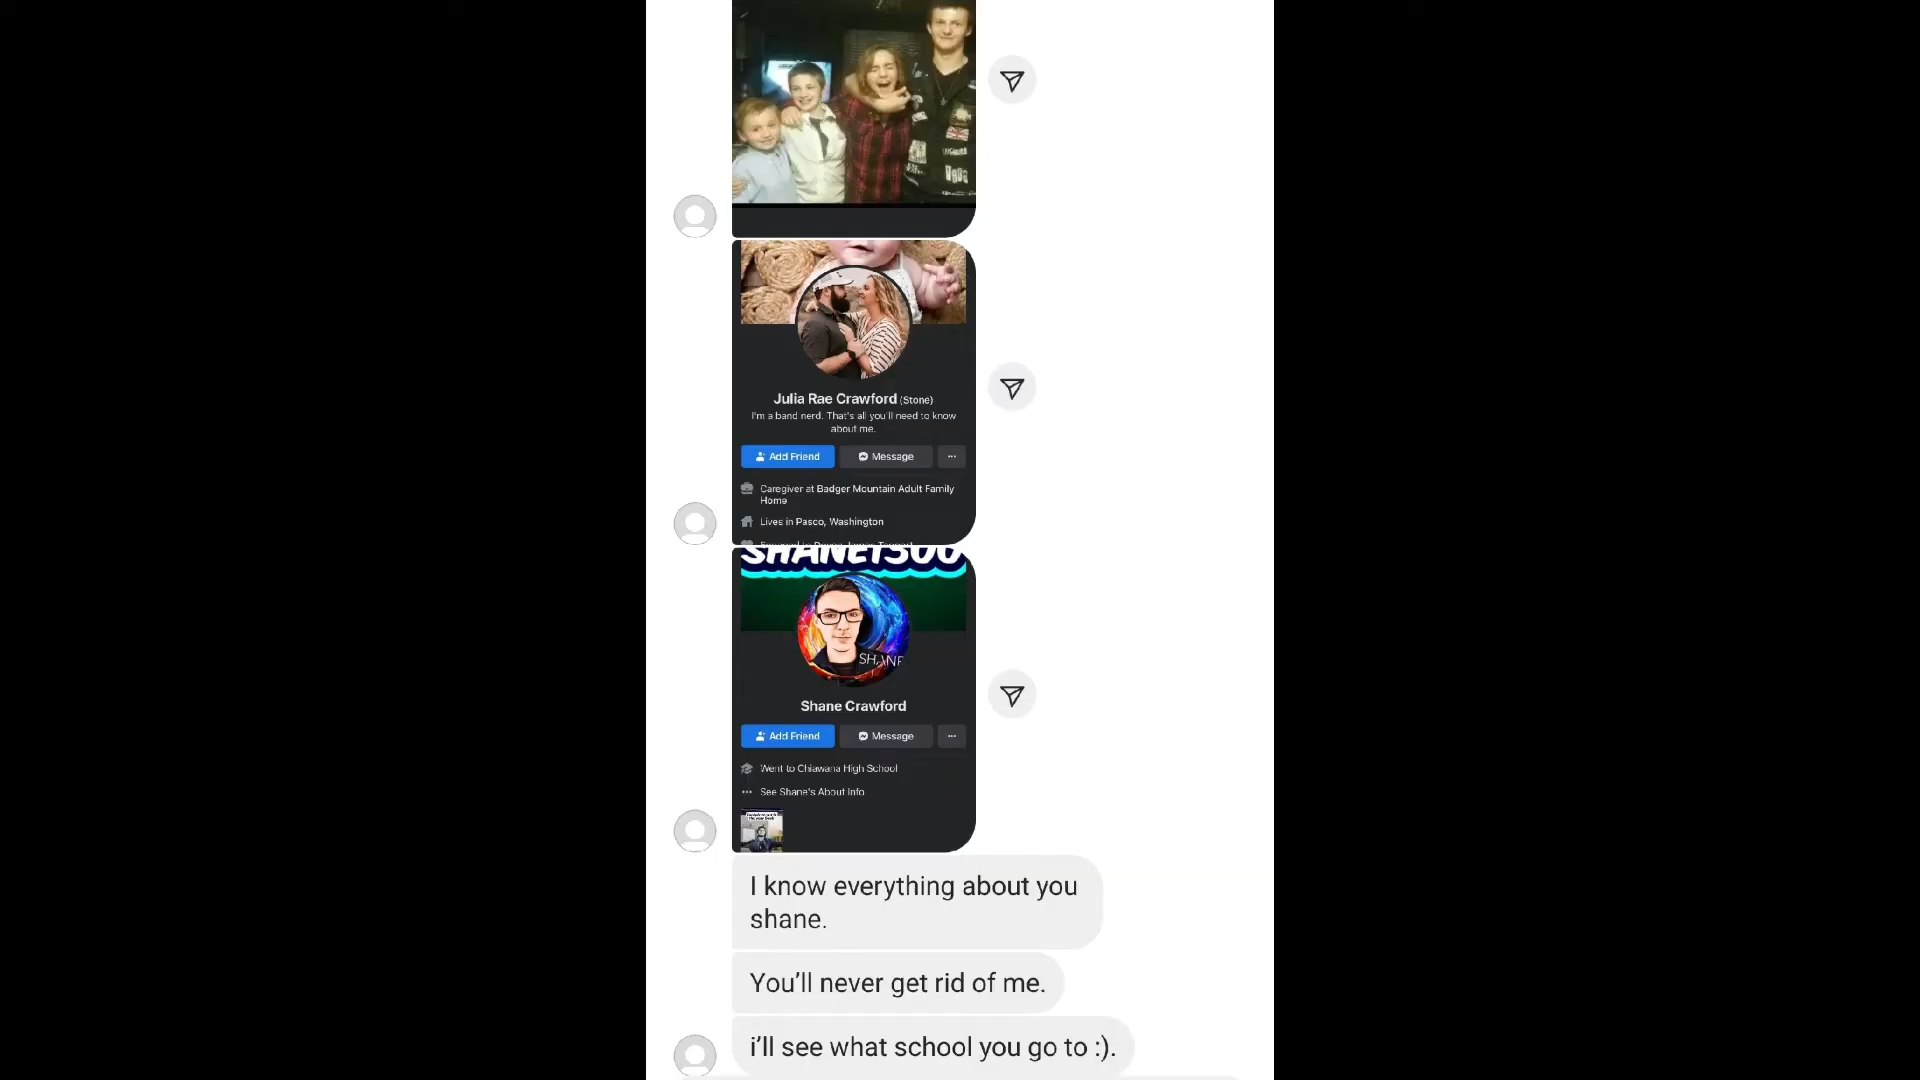 Julia Rae Crawford (Stone)
I'm a band nerd. That's all you'll need to know
about me.
Add Friend
Message
Caregiver at Badger Mountain Adult Family
Home
Lives in Pasco, Washington
SHANE1300
SHANE
Shane Crawford
Add Friend
Message
Went to Chiawana High School
See Shane's About Info
I know everything about you
shane.
You'll never get rid of me.
i'll see what school you go to :).